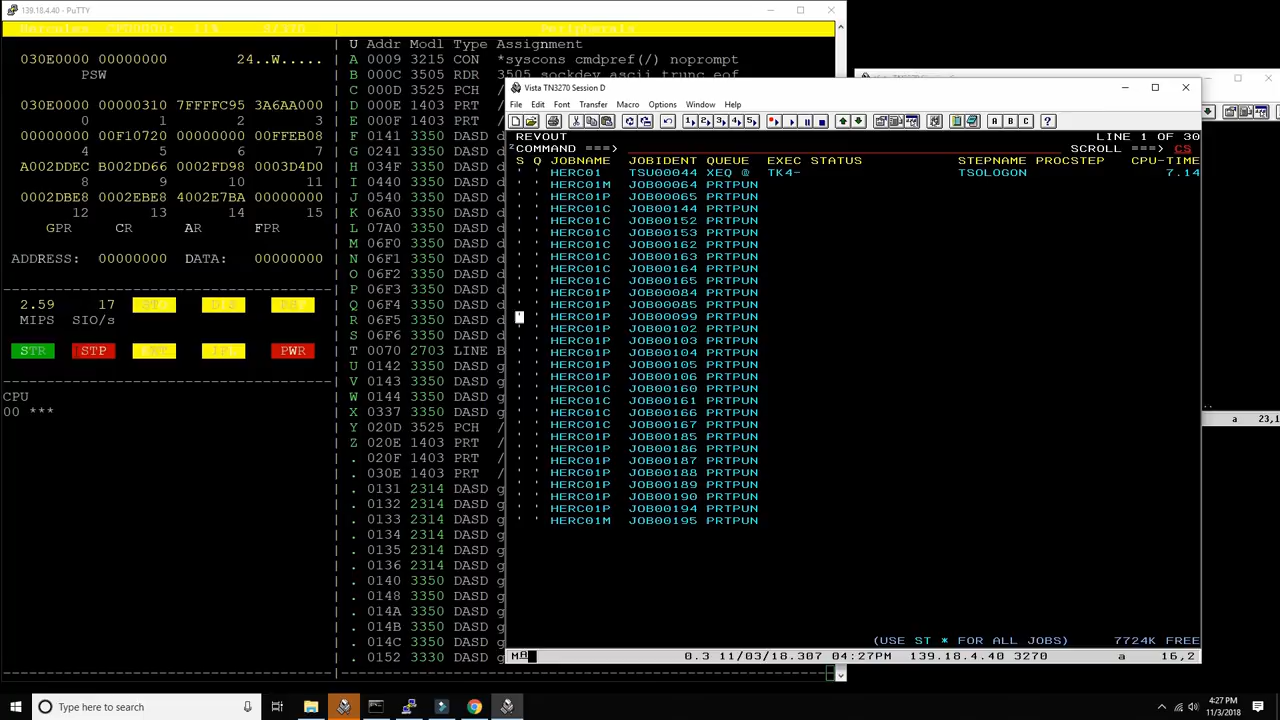 139.18.4.40 - PuTTY
Peripherals
030E0000 00000000 24..W.....
PSW
030E0000 00000310 7FFFFC95 3A6AA000
0 1 2 3
00000000 00F10720 00000000 00FFEB08
4 5 6 7
A002DDEC B002DD66 0002FD98 0003D4D0
8 9 10 11
0002DBE8 0002EBE8 4002E7BA 00000000
12 13 14 15
GPR CR AR FPR
ADDRESS: 00000000 DATA: 00000000
2.59 17
MIPS SIO/s
STR STP PWR
CPU
00 ***
U Addr Modl Type Assignment
A 0009 3215 CON *syscons cmdpref(/) noprompt
B 000C 3505 RDR 3505 sockdev ascii trunc eof
C 000D 3525 PCH /
D 000E 1403 PRT /
E 000F 1403 PRT /
F 0141 3350 DASD d
G 0241 3350 DASD d
H 034F 3350 DASD d
I 0440 3350 DASD d
J 0540 3350 DASD d
K 06A0 3350 DASD d
L 07A0 3350 DASD d
M 06F0 3350 DASD d
N 06F1 3350 DASD d
O 06F2 3350 DASD d
P 06F3 3350 DASD d
Q 06F4 3350 DASD d
R 06F5 3350 DASD d
S 06F6 3350 DASD d
T 0070 2703 LINE B
U 0142 3350 DASD g
V 0143 3350 DASD g
W 0144 3350 DASD g
X 0337 3350 DASD g
Y 020D 3525 PCH /
Z 020E 1403 PRT /
. 020F 1403 PRT /
. 030E 1403 PRT /
. 0131 2314 DASD g
. 0132 2314 DASD g
. 0133 2314 DASD g
. 0134 2314 DASD g
. 0135 2314 DASD g
. 0136 2314 DASD g
. 0140 3350 DASD g
. 0148 3350 DASD g
. 014A 3350 DASD g
. 014B 3350 DASD g
. 014C 3350 DASD g
. 0152 3330 DASD g
Vista TN3270 Session D
File Edit Font Transfer Macro Options Window Help
1 2 3 4 5 A B C ?
REVOUT LINE 1 OF 30
COMMAND ===> SCROLL ===> CS
S Q JOBNAME JOBIDENT QUEUE EXEC STATUS STEPNAME PROCSTEP CPU-TIME
' ' HERC01 TSU00044 XEQ @ TK4- TSOLOGON 7.14
' ' HERC01M JOB00064 PRTPUN
' ' HERC01P JOB00065 PRTPUN
' ' HERC01C JOB00144 PRTPUN
' ' HERC01C JOB00152 PRTPUN
' ' HERC01C JOB00153 PRTPUN
' ' HERC01C JOB00162 PRTPUN
' ' HERC01C JOB00163 PRTPUN
' ' HERC01C JOB00164 PRTPUN
' ' HERC01C JOB00165 PRTPUN
' ' HERC01P JOB00084 PRTPUN
' ' HERC01P JOB00085 PRTPUN
' ' HERC01P JOB00099 PRTPUN
' ' HERC01P JOB00102 PRTPUN
' ' HERC01P JOB00103 PRTPUN
' ' HERC01P JOB00104 PRTPUN
' ' HERC01P JOB00105 PRTPUN
' ' HERC01P JOB00106 PRTPUN
' ' HERC01C JOB00160 PRTPUN
' ' HERC01C JOB00161 PRTPUN
' ' HERC01C JOB00166 PRTPUN
' ' HERC01C JOB00167 PRTPUN
' ' HERC01P JOB00185 PRTPUN
' ' HERC01P JOB00186 PRTPUN
' ' HERC01P JOB00187 PRTPUN
' ' HERC01P JOB00188 PRTPUN
' ' HERC01P JOB00189 PRTPUN
' ' HERC01P JOB00190 PRTPUN
' ' HERC01P JOB00194 PRTPUN
' ' HERC01M JOB00195 PRTPUN
(USE ST * FOR ALL JOBS) 7724K FREE
0.3 11/03/18.307 04:27PM 139.18.4.40 3270 a 16,2
a 23,1
Type here to search
4:27 PM
11/3/2018